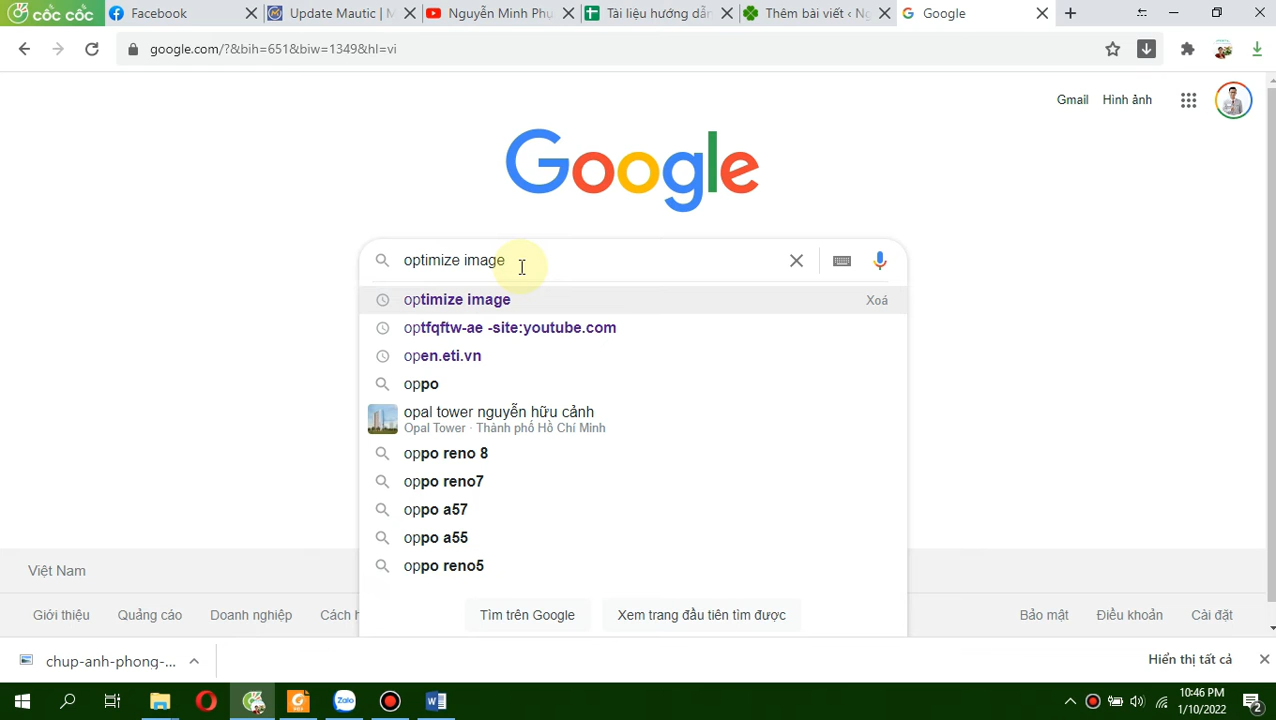 cốc cốc
Facebook
Update Mautic | M
Nguyễn Minh Phụ
Tài liệu hướng dẫn
Thêm bài viết ‹ Ng
Google
google.com/?&bih=651&biw=1349&hl=vi
Gmail
Hình ảnh
Google
optimize image
optimize image
Xoá
optfqftw-ae -site:youtube.com
open.eti.vn
oppo
opal tower nguyễn hữu cảnh
Opal Tower · Thành phố Hồ Chí Minh
oppo reno 8
oppo reno7
oppo a57
oppo a55
oppo reno5
Tìm trên Google
Xem trang đầu tiên tìm được
Việt Nam
Giới thiệu
Quảng cáo
Doanh nghiệp
Cách h
Bảo mật
Điều khoản
Cài đặt
chup-anh-phong-...
Hiển thị tất cả
Zalo
10:46 PM
1/10/2022
2